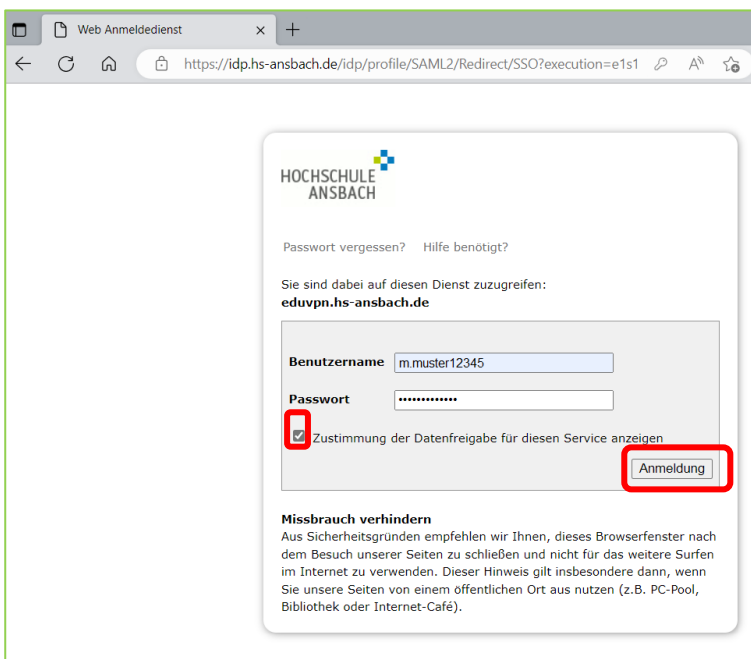 Web Anmeldedienst
https://idp.hs-ansbach.de/idp/profile/SAML2/Redirect/SSO?execution=e1s1
HOCHSCHULE
ANSBACH
Passwort vergessen? Hilfe benötigt?
Sie sind dabei auf diesen Dienst zuzugreifen:
eduvpn.hs-ansbach.de
Benutzername m.muster12345
Passwort •••••••••••••
Zustimmung der Datenfreigabe für diesen Service anzeigen
Anmeldung
Missbrauch verhindern
Aus Sicherheitsgründen empfehlen wir Ihnen, dieses Browserfenster nach
dem Besuch unserer Seiten zu schließen und nicht für das weitere Surfen
im Internet zu verwenden. Dieser Hinweis gilt insbesondere dann, wenn
Sie unsere Seiten von einem öffentlichen Ort aus nutzen (z.B. PC-Pool,
Bibliothek oder Internet-Café).